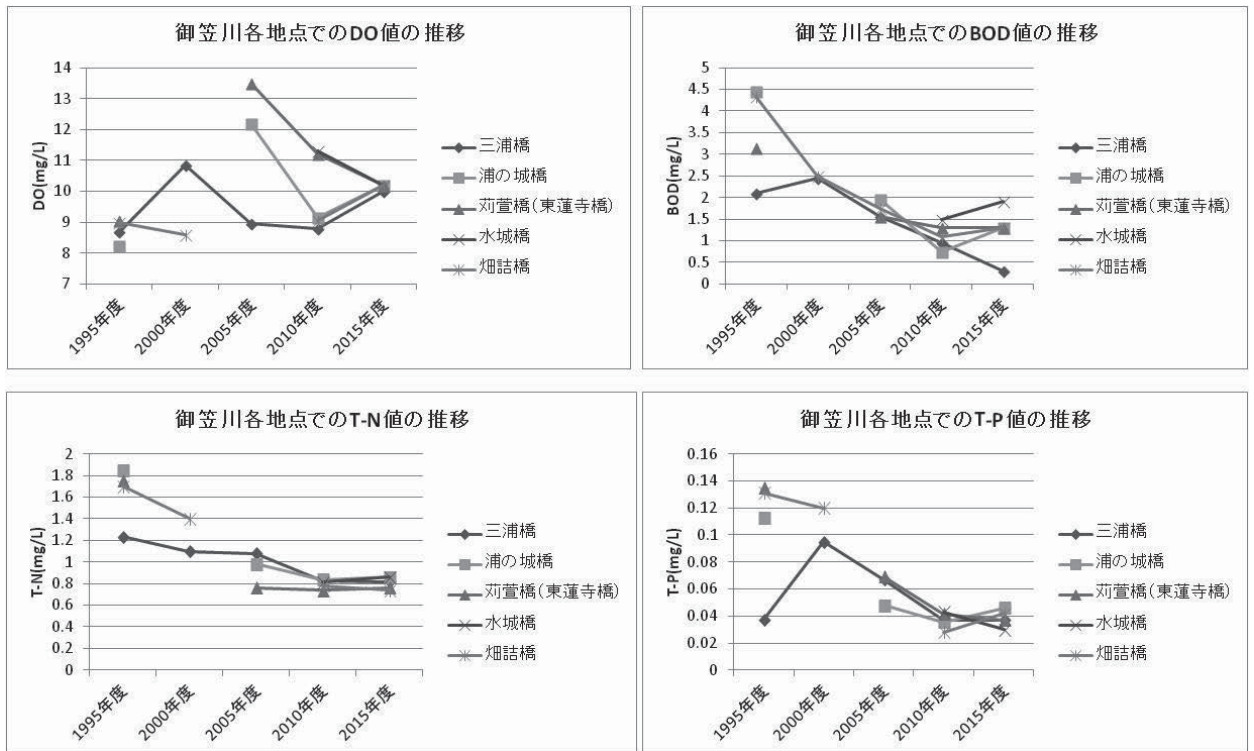 御笠川各地点でのDO値の推移
DO(mg/L)
14
13
12
11
10
9
8
7
1995年度
2000年度
2005年度
2010年度
2015年度
三浦橋
浦の城橋
苅萱橋(東蓮寺橋)
水城橋
畑詰橋
御笠川各地点でのBOD値の推移
BOD(mg/L)
5
4.5
4
3.5
3
2.5
2
1.5
1
0.5
0
1995年度
2000年度
2005年度
2010年度
2015年度
三浦橋
浦の城橋
苅萱橋(東蓮寺橋)
水城橋
畑詰橋
御笠川各地点でのT-N値の推移
T-N(mg/L)
2
1.8
1.6
1.4
1.2
1
0.8
0.6
0.4
0.2
0
1995年度
2000年度
2005年度
2010年度
2015年度
三浦橋
浦の城橋
苅萱橋(東蓮寺橋)
水城橋
畑詰橋
御笠川各地点でのT-P値の推移
T-P(mg/L)
0.16
0.14
0.12
0.1
0.08
0.06
0.04
0.02
0
1995年度
2000年度
2005年度
2010年度
2015年度
三浦橋
浦の城橋
苅萱橋(東蓮寺橋)
水城橋
畑詰橋